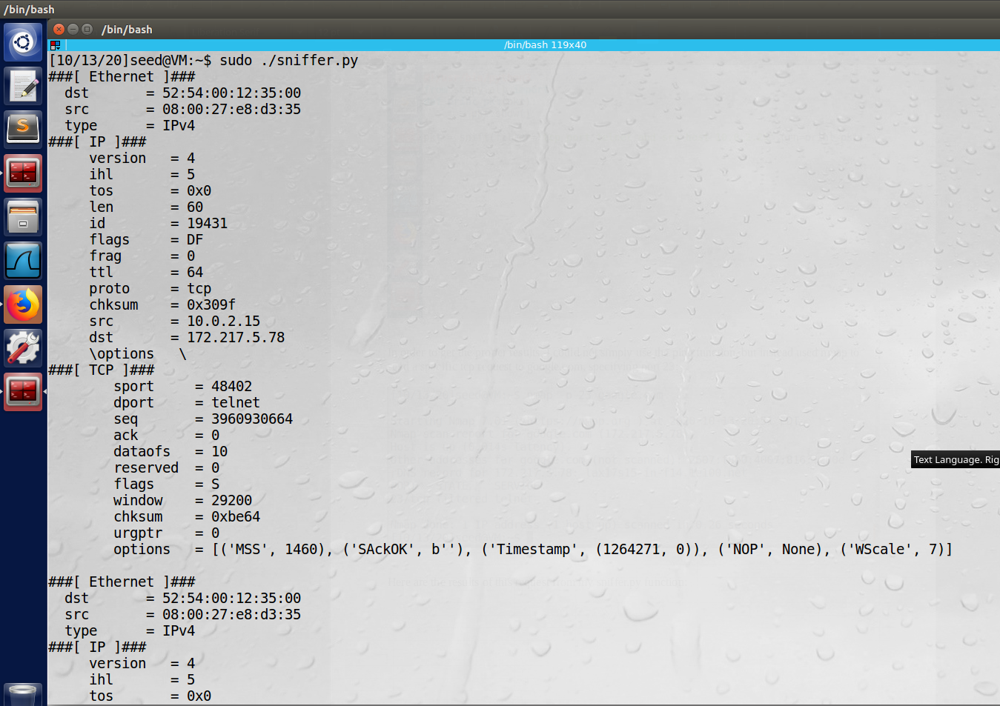 /bin/bash
/bin/bash
/bin/bash 119x40
[10/13/20]seed@VM:~$ sudo ./sniffer.py
###[ Ethernet ]###
  dst       = 52:54:00:12:35:00
  src       = 08:00:27:e8:d3:35
  type      = IPv4
###[ IP ]###
     version   = 4
     ihl       = 5
     tos       = 0x0
     len       = 60
     id        = 19431
     flags     = DF
     frag      = 0
     ttl       = 64
     proto     = tcp
     chksum    = 0x309f
     src       = 10.0.2.15
     dst       = 172.217.5.78
     \options   \
###[ TCP ]###
        sport     = 48402
        dport     = telnet
        seq       = 3960930664
        ack       = 0
        dataofs   = 10
        reserved  = 0
        flags     = S
        window    = 29200
        chksum    = 0xbe64
        urgptr    = 0
        options   = [('MSS', 1460), ('SAckOK', b''), ('Timestamp', (1264271, 0)), ('NOP', None), ('WScale', 7)]
Text Language. Rig
###[ Ethernet ]###
  dst       = 52:54:00:12:35:00
  src       = 08:00:27:e8:d3:35
  type      = IPv4
###[ IP ]###
     version   = 4
     ihl       = 5
     tos       = 0x0